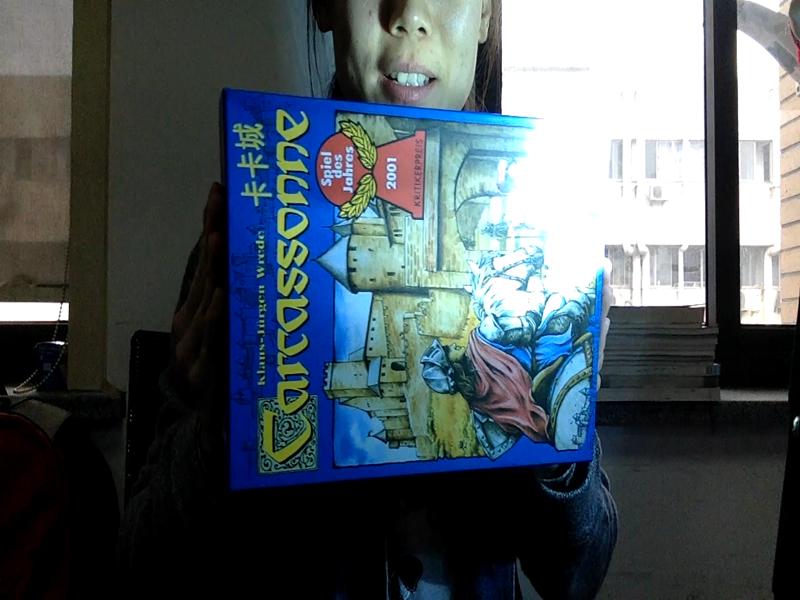 卡卡城
Klaus-Jürgen Wrede
Carcassonne
Spiel
des
Jahres
2001
KRITIKERPREIS